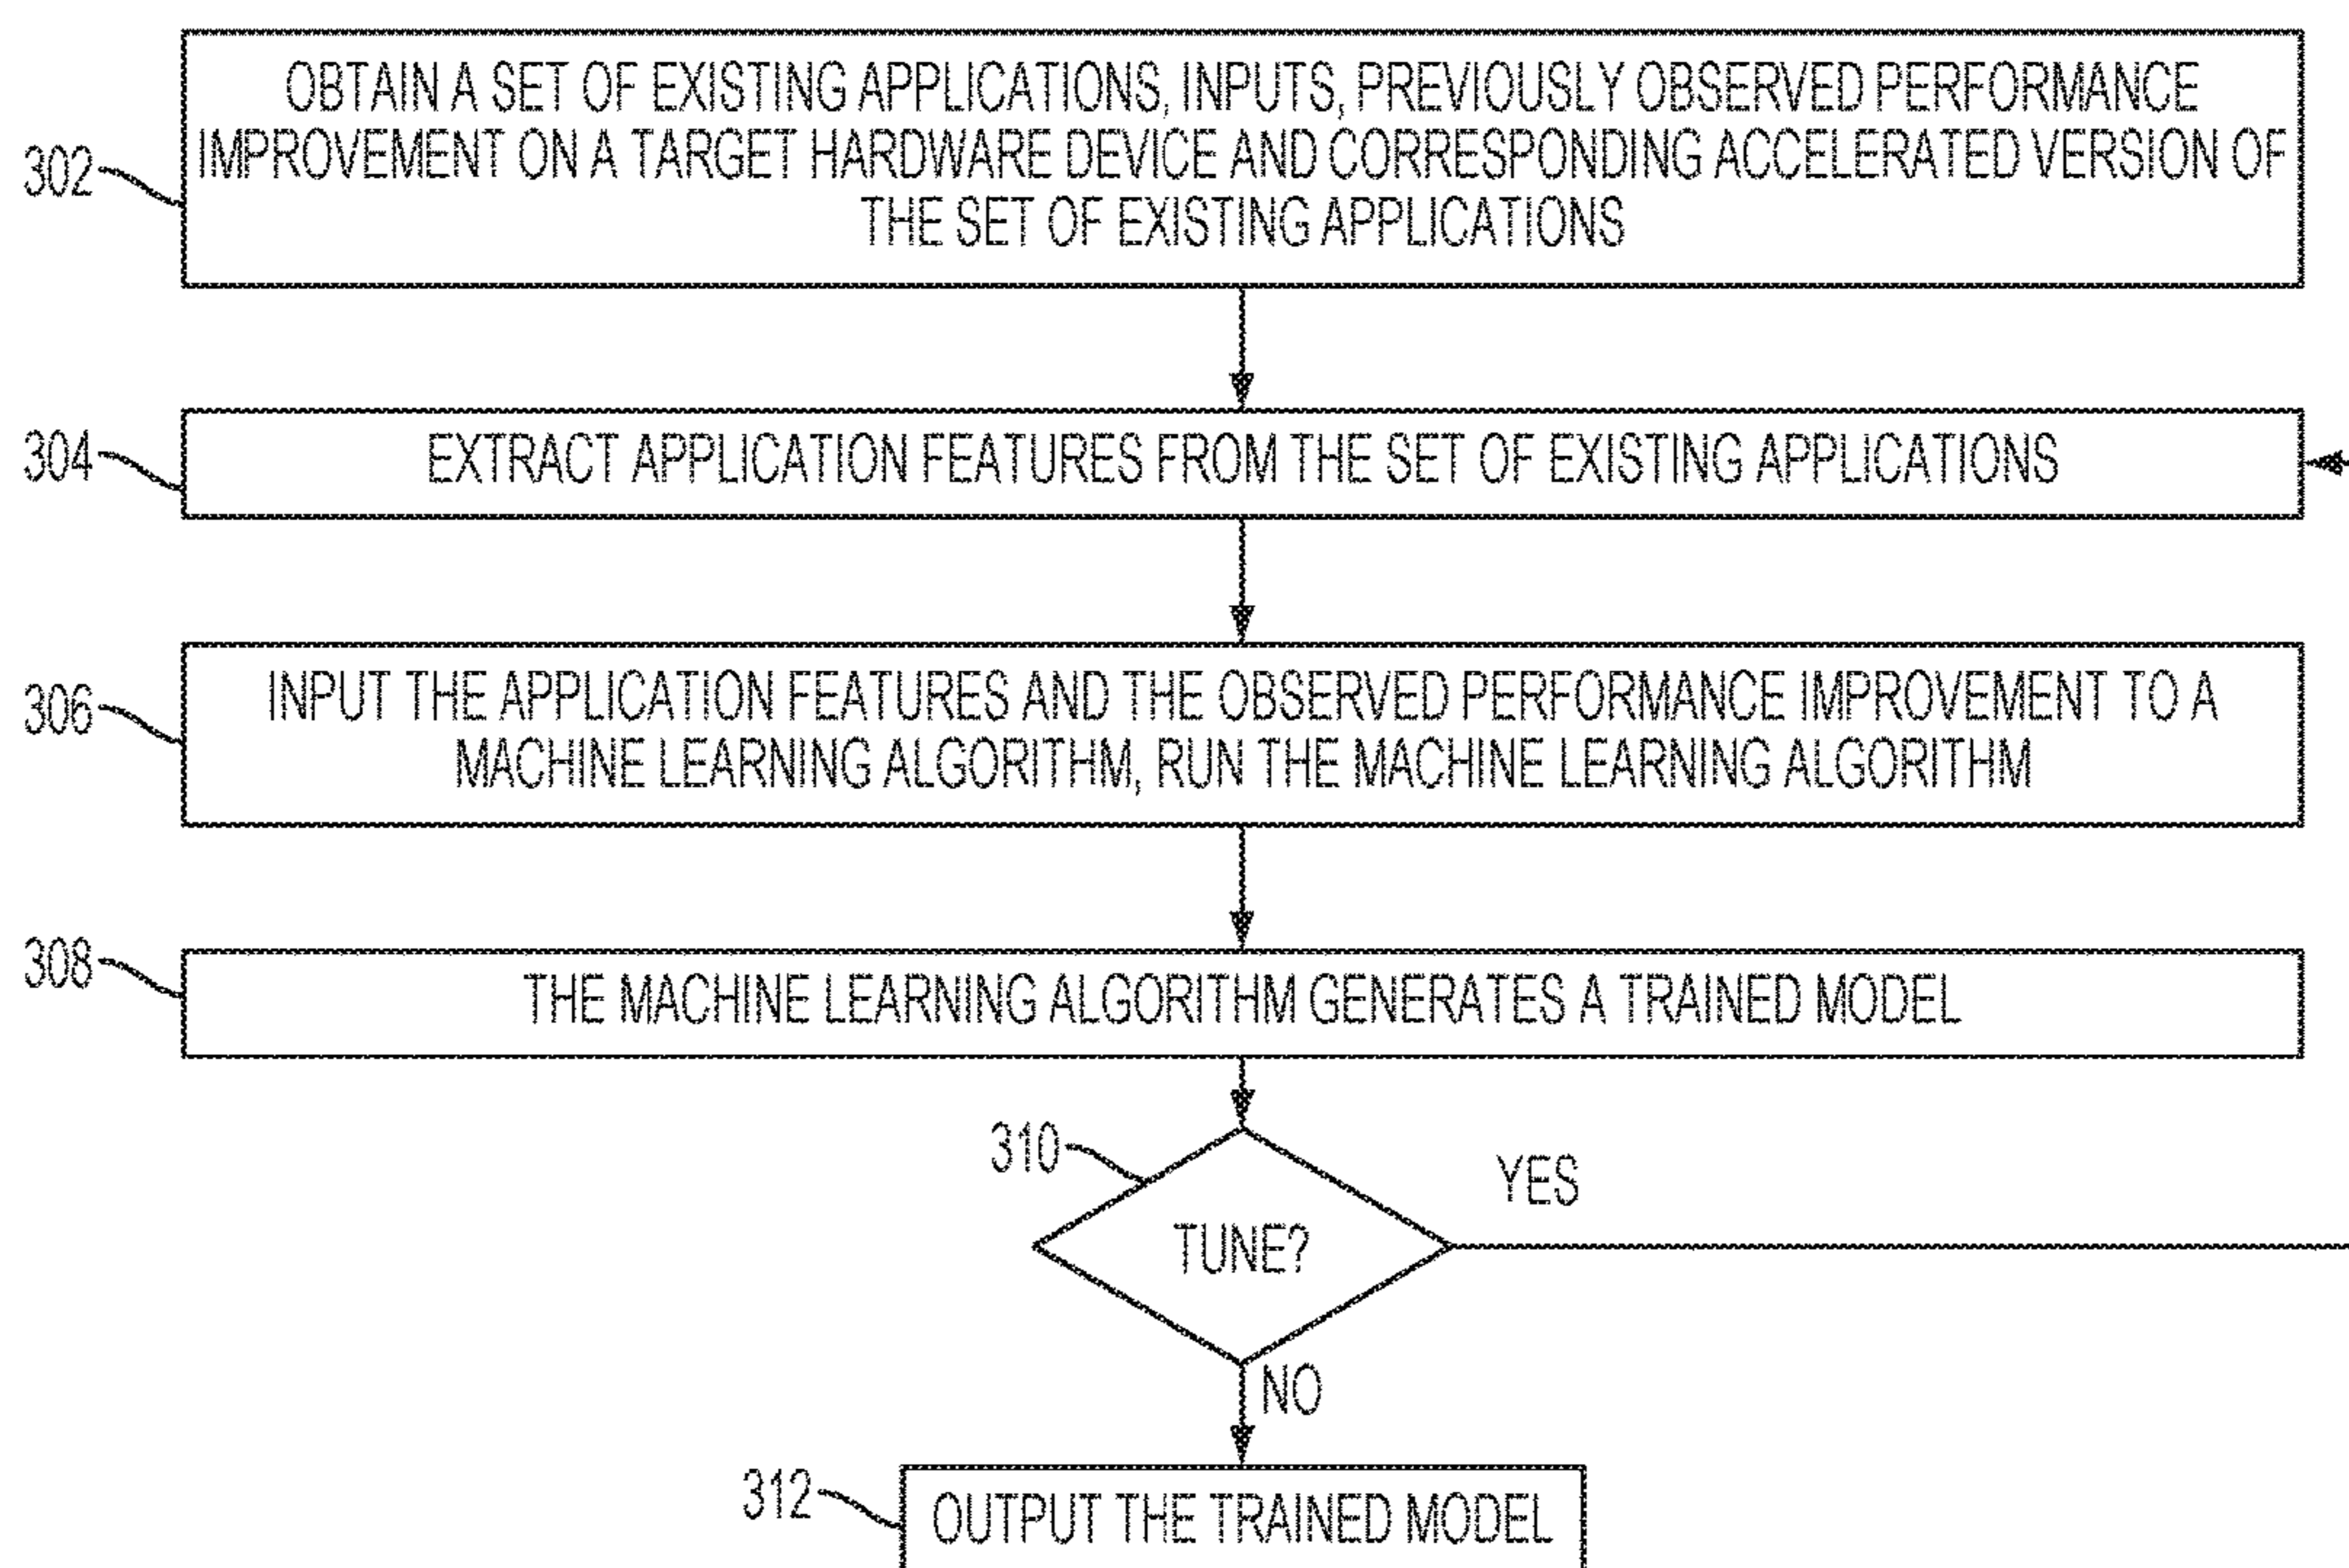 302
OBTAIN A SET OF EXISTING APPLICATIONS, INPUTS, PREVIOUSLY OBSERVED PERFORMANCE
IMPROVEMENT ON A TARGET HARDWARE DEVICE AND CORRESPONDING ACCELERATED VERSION OF
THE SET OF EXISTING APPLICATIONS
304
EXTRACT APPLICATION FEATURES FROM THE SET OF EXISTING APPLICATIONS
306
INPUT THE APPLICATION FEATURES AND THE OBSERVED PERFORMANCE IMPROVEMENT TO A
MACHINE LEARNING ALGORITHM, RUN THE MACHINE LEARNING ALGORITHM
308
THE MACHINE LEARNING ALGORITHM GENERATES A TRAINED MODEL
310
TUNE?
YES
NO
312
OUTPUT THE TRAINED MODEL